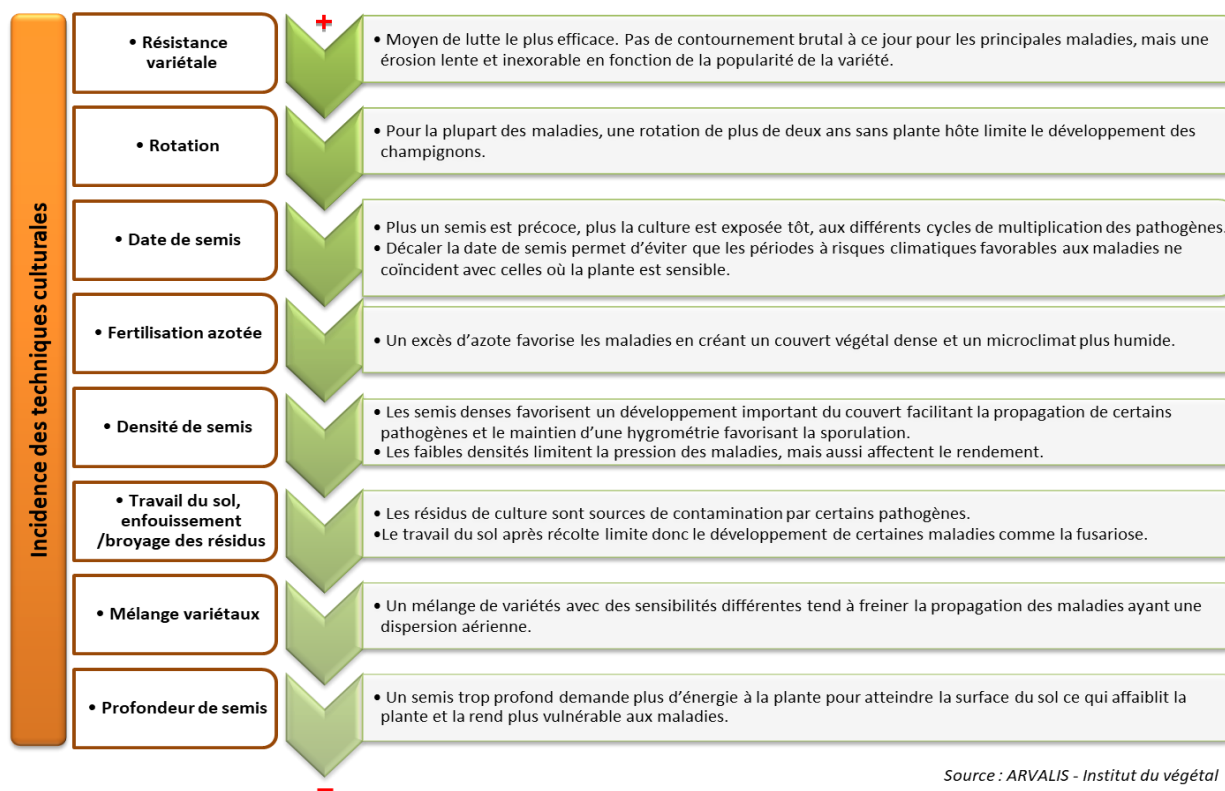 Incidence des techniques culturales
+
• Résistance
variétale
• Moyen de lutte le plus efficace. Pas de contournement brutal à ce jour pour les principales maladies, mais une
érosion lente et inexorable en fonction de la popularité de la variété.
• Rotation
• Pour la plupart des maladies, une rotation de plus de deux ans sans plante hôte limite le développement des
champignons.
• Date de semis
• Plus un semis est précoce, plus la culture est exposée tôt, aux différents cycles de multiplication des pathogènes.
• Décaler la date de semis permet d’éviter que les périodes à risques climatiques favorables aux maladies ne
coïncident avec celles où la plante est sensible.
• Fertilisation azotée
• Un excès d’azote favorise les maladies en créant un couvert végétal dense et un microclimat plus humide.
• Densité de semis
• Les semis denses favorisent un développement important du couvert facilitant la propagation de certains
pathogènes et le maintien d’une hygrométrie favorisant la sporulation.
• Les faibles densités limitent la pression des maladies, mais aussi affectent le rendement.
• Travail du sol,
enfouissement
/broyage des résidus
• Les résidus de culture sont sources de contamination par certains pathogènes.
•Le travail du sol après récolte limite donc le développement de certaines maladies comme la fusariose.
• Mélange variétaux
• Un mélange de variétés avec des sensibilités différentes tend à freiner la propagation des maladies ayant une
dispersion aérienne.
• Profondeur de semis
• Un semis trop profond demande plus d’énergie à la plante pour atteindre la surface du sol ce qui affaiblit la
plante et la rend plus vulnérable aux maladies.
–
Source : ARVALIS - Institut du végétal